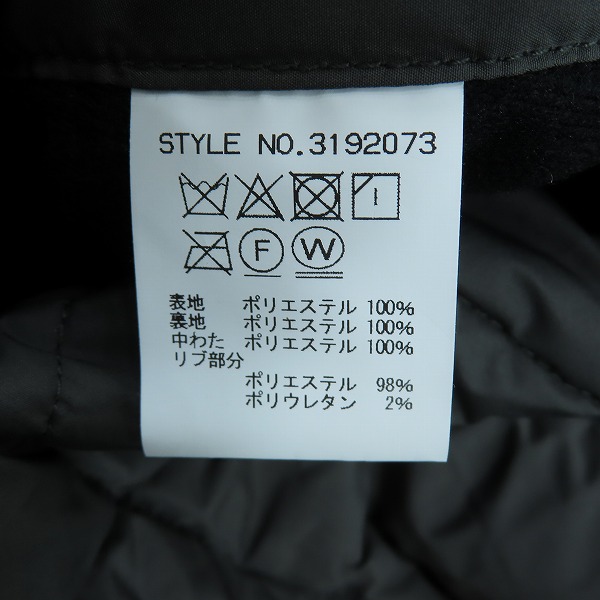 STYLE NO.3192073
F W
表地 ポリエステル 100%
裏地 ポリエステル 100%
中わた ポリエステル 100%
リブ部分
ポリエステル 98%
ポリウレタン 2%